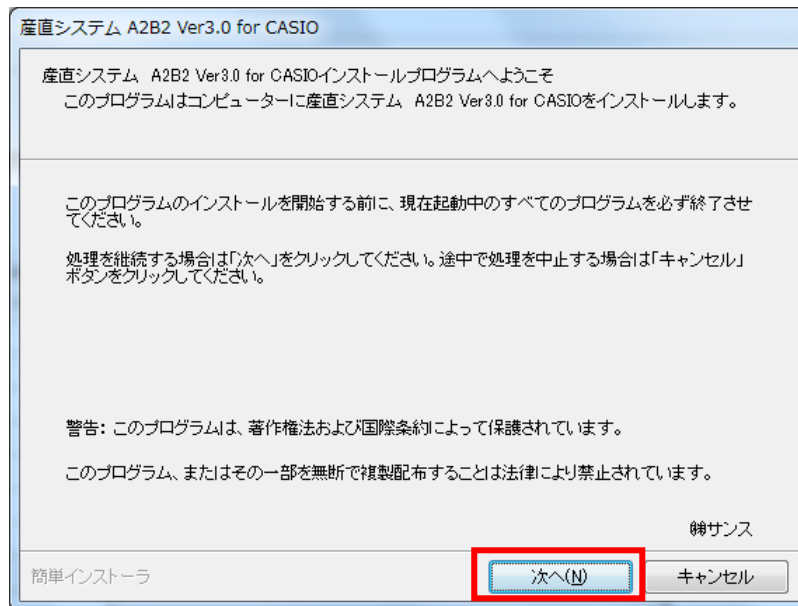 産直システム A2B2 Ver3.0 for CASIO
産直システム A2B2 Ver3.0 for CASIOインストールプログラムへようこそ
このプログラムはコンピューターに産直システム A2B2 Ver3.0 for CASIOをインストールします。
このプログラムのインストールを開始する前に、現在起動中のすべてのプログラムを必ず終了させ
てください。
処理を継続する場合は「次へ」をクリックしてください。途中で処理を中止する場合は「キャンセル」
ボタンをクリックしてください。
警告: このプログラムは、著作権法および国際条約によって保護されています。
このプログラム、またはその一部を無断で複製配布することは法律により禁止されています。
㈱サンス
簡単インストーラ
次へ(N)
キャンセル